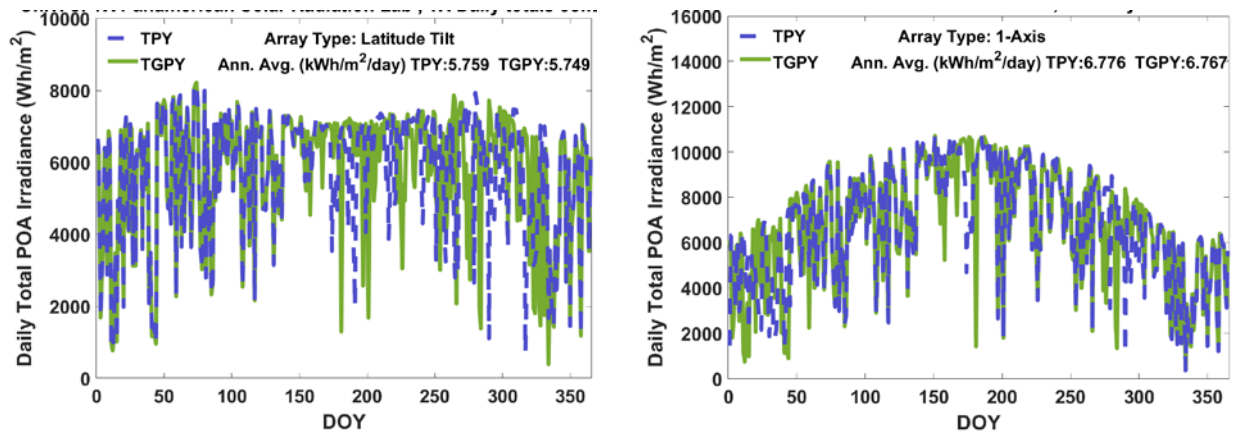 10000
8000
6000
4000
2000
0
Daily Total POA Irradiance (Wh/m²)
TPY Array Type: Latitude Tilt
TGPY Ann. Avg. (kWh/m²/day) TPY:5.759 TGPY:5.749
0 50 100 150 200 250 300 350
DOY
16000
14000
12000
10000
8000
6000
4000
2000
0
Daily Total POA Irradiance (Wh/m²)
TPY Array Type: 1-Axis
TGPY Ann. Avg. (kWh/m²/day) TPY:6.776 TGPY:6.767
0 50 100 150 200 250 300 350
DOY